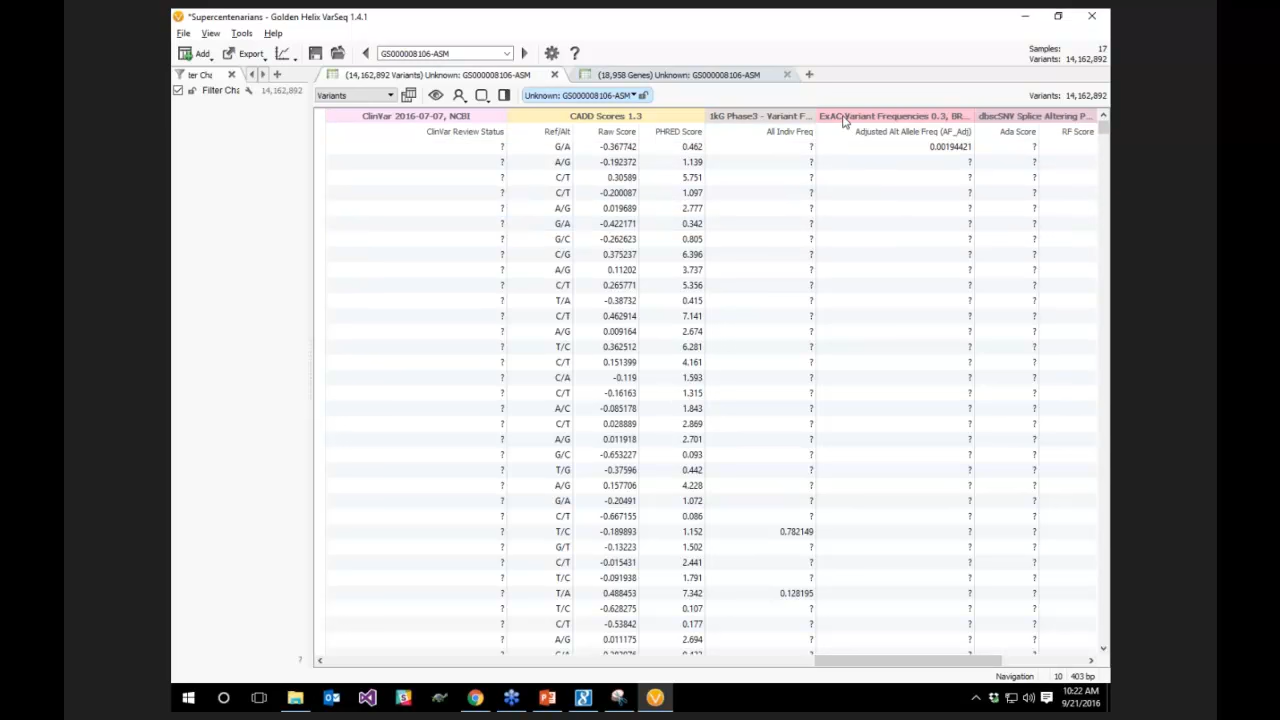 *Supercentenarians - Golden Helix VarSeq 1.4.1
File View Tools Help
Add Export GS000008106-ASM Samples: 17
Variants: 14,162,892
ter Cha (14,162,892 Variants) Unknown: GS000008106-ASM (18,958 Genes) Unknown: GS000008106-ASM
Filter Cha 14,162,892 Variants Unknown: GS000008106-ASM Variants: 14,162,892
ClinVar 2016-07-07, NCBI CADD Scores 1.3 1kG Phase3 - Variant F... ExAC Variant Frequencies 0.3, BR... dbscSNV Splice Altering P...
ClinVar Review Status Ref/Alt Raw Score PHRED Score All Indiv Freq Adjusted Alt Allele Freq (AF_Adj) Ada Score RF Score
? G/A -0.367742 0.462 ? 0.00194421 ?
? A/G -0.192372 1.139 ? ? ?
? C/T 0.30589 5.751 ? ? ?
? C/T -0.200087 1.097 ? ? ?
? A/G 0.019689 2.777 ? ? ?
? G/A -0.422171 0.342 ? ? ?
? G/C -0.262623 0.805 ? ? ?
? C/G 0.375237 6.396 ? ? ?
? A/G 0.11202 3.737 ? ? ?
? C/T 0.265771 5.356 ? ? ?
? T/A -0.38732 0.415 ? ? ?
? C/T 0.462914 7.141 ? ? ?
? A/G 0.009164 2.674 ? ? ?
? T/C 0.362512 6.281 ? ? ?
? C/T 0.151399 4.161 ? ? ?
? C/A -0.119 1.593 ? ? ?
? C/T -0.16163 1.315 ? ? ?
? A/C -0.085178 1.843 ? ? ?
? C/T 0.028889 2.869 ? ? ?
? A/G 0.011918 2.701 ? ? ?
? G/C -0.653227 0.093 ? ? ?
? T/G -0.37596 0.442 ? ? ?
? A/G 0.157706 4.228 ? ? ?
? G/A -0.20491 1.072 ? ? ?
? C/T -0.667155 0.086 ? ? ?
? T/C -0.189893 1.152 0.782149 ? ?
? G/T -0.13223 1.502 ? ? ?
? C/T -0.015431 2.441 ? ? ?
? T/C -0.091938 1.791 ? ? ?
? T/A 0.488453 7.342 0.128195 ? ?
? T/C -0.628275 0.107 ? ? ?
? C/T -0.53842 0.177 ? ? ?
? A/G 0.011175 2.694 ? ? ?
?
Navigation 10 403 bp
10:22 AM
9/21/2016